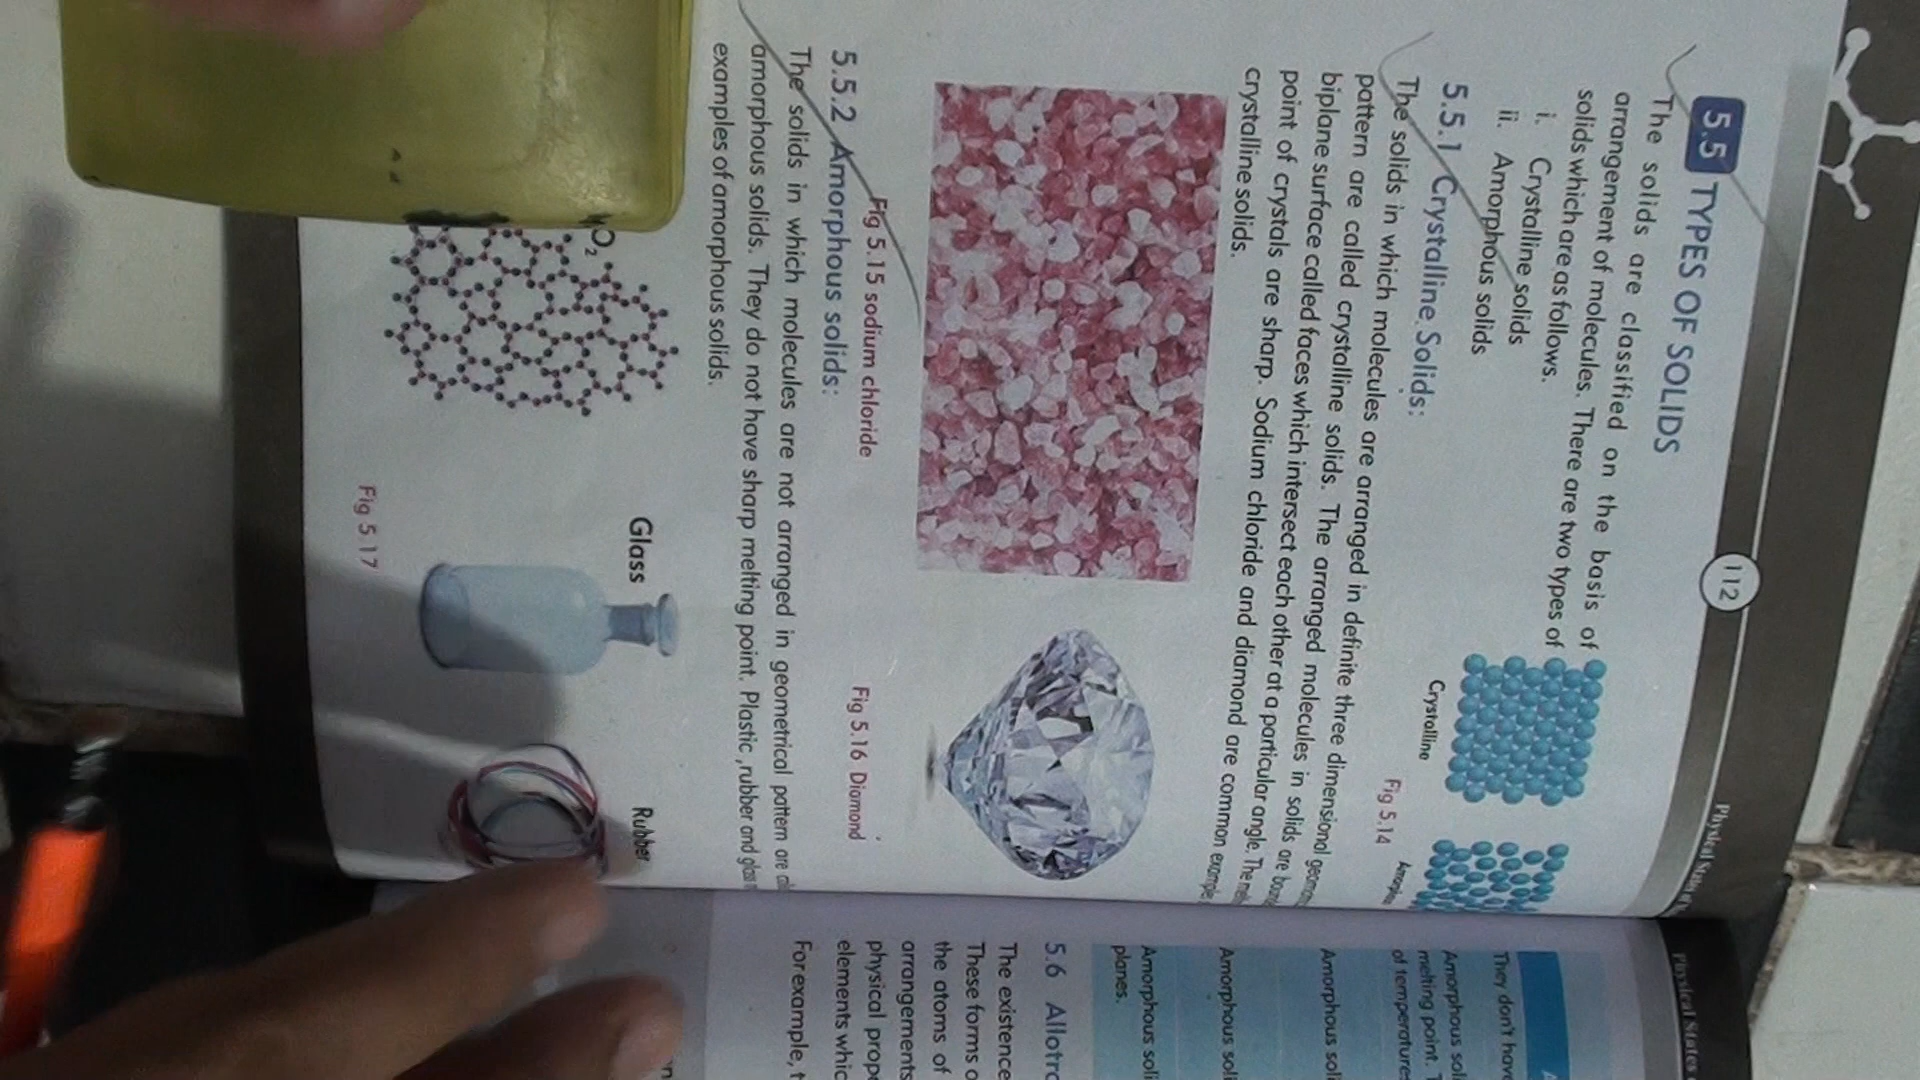 112
Physical States of
5.5 TYPES OF SOLIDS
The solids are classified on the basis of
arrangement of molecules. There are two types of
solids which are as follows.
i. Crystalline solids
ii. Amorphous solids
Crystalline
Fig 5.14
5.5.1 Crystalline Solids:
The solids in which molecules are arranged in definite three dimensional
pattern are called crystalline solids. The arranged molecules in solids are
biplane surface called faces which intersect each other at a particular angle. The
point of crystals are sharp. Sodium chloride and diamond are common
crystalline solids.
Fig 5.15 sodium chloride
Fig 5.16 Diamond
5.5.2 Amorphous solids:
The solids in which molecules are not arranged in geometrical pattern are
amorphous solids. They do not have sharp melting point. Plastic, rubber and
examples of amorphous solids.
O2
Glass
Rubber
Fig 5.17
Physical States
They don't have
Amorphous
melting point.
of temperature
Amorphous
Amorphous
Amorphous
planes.
5.6
The existence
These forms
the atoms of
arrangements
physical
elements
For example,